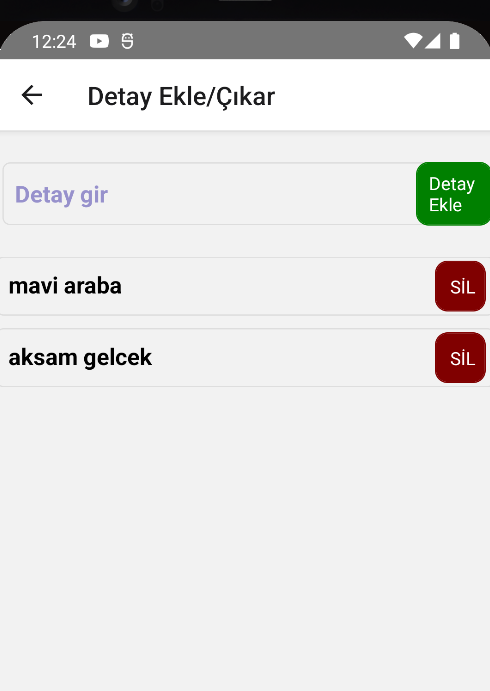 12:24
Detay Ekle/Çıkar
Detay gir
Detay
Ekle
mavi araba
SİL
aksam gelcek
SİL